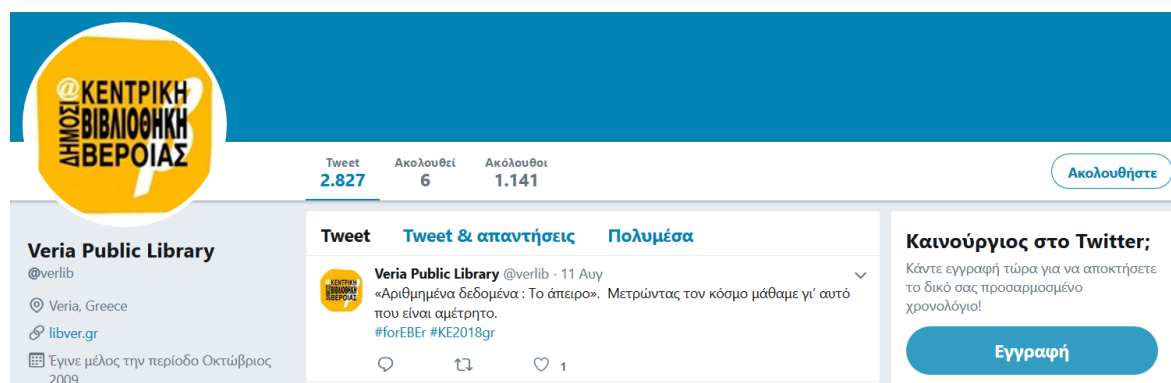 @ΚΕΝΤΡΙΚΗ
ΔΗΜΟΣΙΑ
ΒΙΒΛΙΟΘΗΚΗ
ΒΕΡΟΙΑΣ
Tweet Ακολουθεί Ακόλουθοι
2.827 6 1.141
Ακολουθήστε
Veria Public Library
@verlib
Veria, Greece
libver.gr
Έγινε μέλος την περίοδο Οκτώβριος
2009
Tweet Tweet & απαντήσεις Πολυμέσα
ΚΕΝΤΡΙΚΗ
ΒΙΒΛΙΟΘΗΚΗ
ΒΕΡΟΙΑΣ
Veria Public Library @verlib · 11 Αυγ
«Αριθμημένα δεδομένα : Το άπειρο». Μετρώντας τον κόσμο μάθαμε γι' αυτό
που είναι αμέτρητο.
#forEBEr #KE2018gr
1
Καινούργιος στο Twitter;
Κάντε εγγραφή τώρα για να αποκτήσετε
το δικό σας προσαρμοσμένο
χρονολόγιο!
Εγγραφή